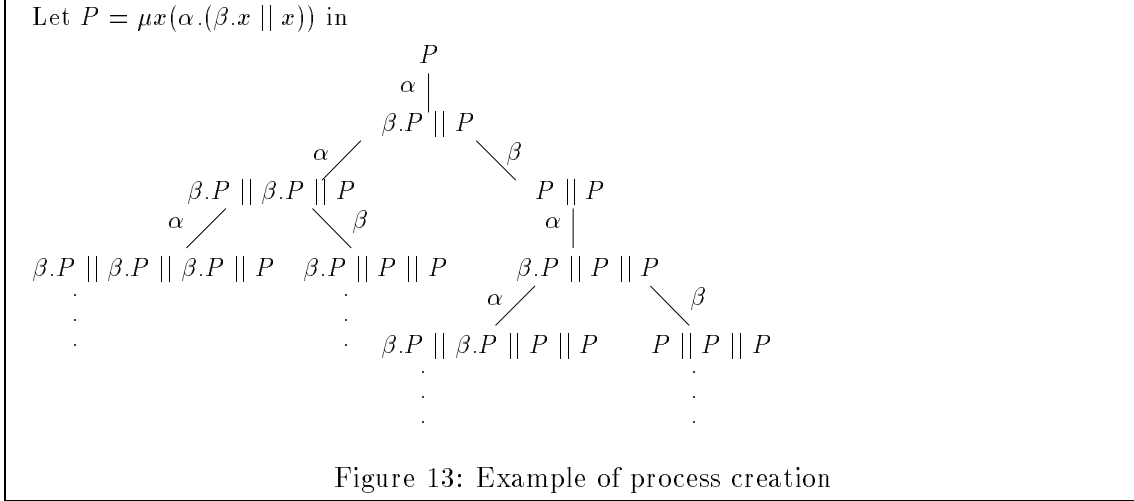 Let P = μx(α.(β.x || x)) in
P
α
β.P || P
α β
β.P || β.P || P P || P
α β α
β.P || β.P || β.P || P β.P || P || P β.P || P || P
α β
β.P || β.P || P || P P || P || P
Figure 13: Example of process creation